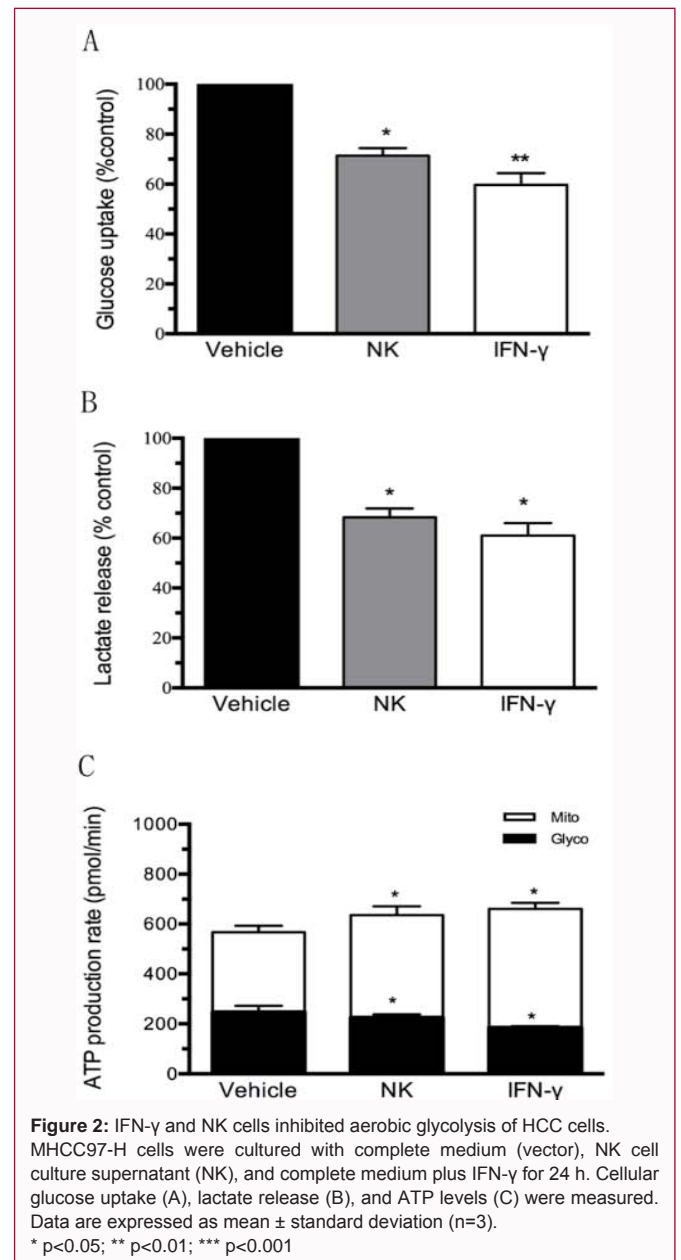 A
Glucose uptake (%control)
100
80
60
40
20
0
*
**
Vehicle NK IFN-γ
B
Lactate release (% control)
100
80
60
40
20
0
*
*
Vehicle NK IFN-γ
C
ATP production rate (pmol/min)
1000
800
600
400
200
0
Mito
Glyco
*
*
*
*
Vehicle NK IFN-γ
Figure 2: IFN-γ and NK cells inhibited aerobic glycolysis of HCC cells.
MHCC97-H cells were cultured with complete medium (vector), NK cell
culture supernatant (NK), and complete medium plus IFN-γ for 24 h. Cellular
glucose uptake (A), lactate release (B), and ATP levels (C) were measured.
Data are expressed as mean ± standard deviation (n=3).
* p<0.05; ** p<0.01; *** p<0.001